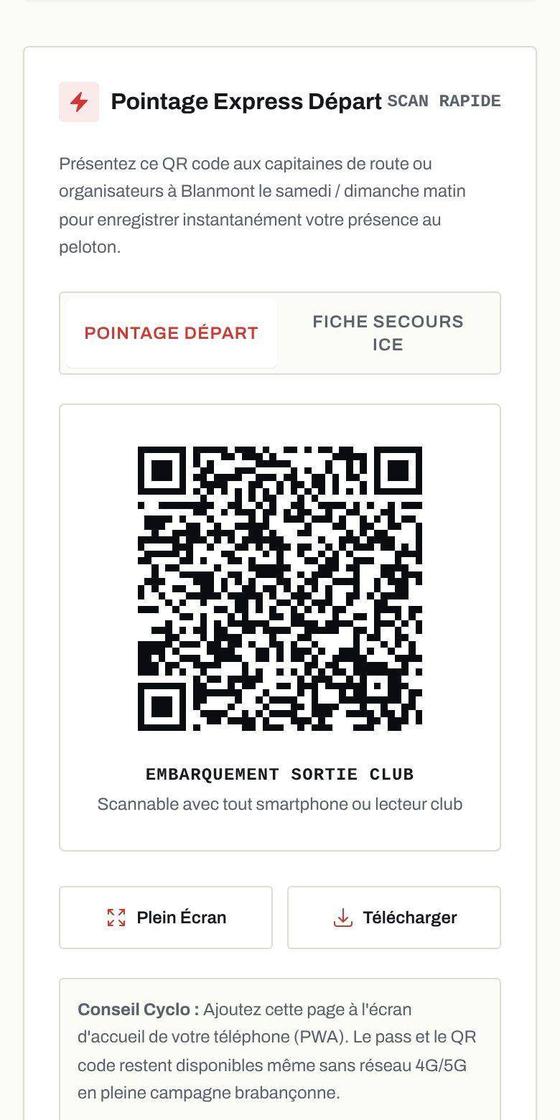 Pointage Express Départ SCAN RAPIDE
Présentez ce QR code aux capitaines de route ou
organisateurs à Blanmont le samedi / dimanche matin
pour enregistrer instantanément votre présence au
peloton.
POINTAGE DÉPART
FICHE SECOURS
ICE
EMBARQUEMENT SORTIE CLUB
Scannable avec tout smartphone ou lecteur club
Plein Écran
Télécharger
Conseil Cyclo : Ajoutez cette page à l'écran
d'accueil de votre téléphone (PWA). Le pass et le QR
code restent disponibles même sans réseau 4G/5G
en pleine campagne brabançonne.